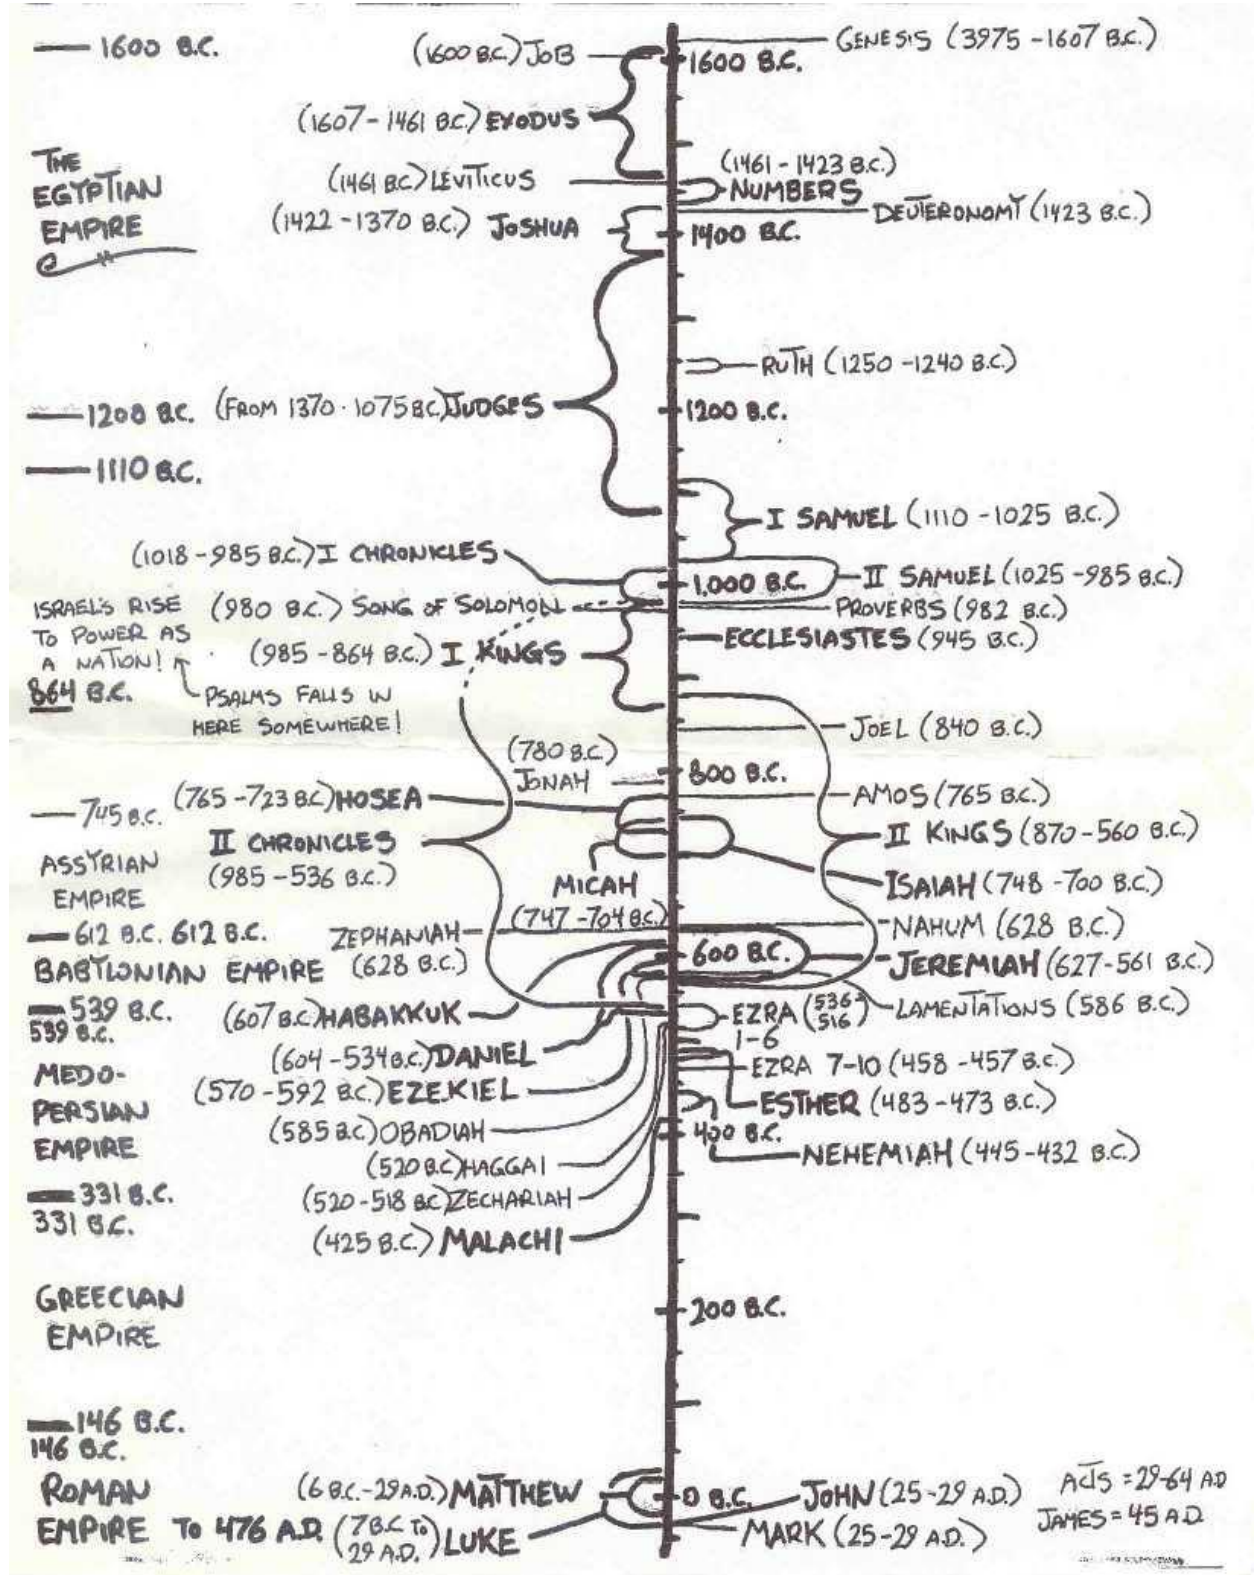 1600 B.C.
(1600 B.C.) JOB
GENESIS (3975-1607 B.C.)
1600 B.C.
(1607-1461 B.C.) EXODUS
THE
EGYPTIAN
EMPIRE
(1461 B.C) LEVITICUS
(1461-1423 B.C.)
NUMBERS
(1422-1370 B.C.) JOSHUA
DEUTERONOMY (1423 B.C.)
1400 B.C.
RUTH (1250-1240 B.C.)
1200 B.C. (FROM 1370-1075 B.C.) JUDGES
1200 B.C.
1110 B.C.
I SAMUEL (1110-1025 B.C.)
(1018-985 B.C.) I CHRONICLES
1,000 B.C.
II SAMUEL (1025-985 B.C.)
ISRAEL'S RISE
TO POWER AS
A NATION!
864 B.C.
(980 B.C.) SONG OF SOLOMON
PROVERBS (982 B.C.)
ECCLESIASTES (945 B.C.)
(985-864 B.C.) I KINGS
PSALMS FALLS IN
HERE SOMEWHERE!
JOEL (840 B.C.)
(780 B.C.)
JONAH
800 B.C.
(765-723 B.C.) HOSEA
AMOS (765 B.C.)
745 B.C.
II CHRONICLES
(985-536 B.C.)
II KINGS (870-560 B.C.)
ASSYRIAN
EMPIRE
MICAH
(747-704 B.C.)
ISAIAH (748-700 B.C.)
612 B.C. 612 B.C.
ZEPHANIAH
(628 B.C.)
NAHUM (628 B.C.)
600 B.C.
BABYLONIAN EMPIRE
JEREMIAH (627-561 B.C.)
539 B.C.
539 B.C.
(607 B.C.) HABAKKUK
LAMENTATIONS (586 B.C.)
EZRA (536-
516)
1-6
(604-534 B.C.) DANIEL
EZRA 7-10 (458-457 B.C.)
MEDO-
PERSIAN
EMPIRE
(570-592 B.C.) EZEKIEL
ESTHER (483-473 B.C.)
(585 B.C.) OBADIAH
400 B.C.
(520 B.C) HAGGAI
NEHEMIAH (445-432 B.C.)
331 B.C.
331 B.C.
(520-518 B.C) ZECHARIAH
(425 B.C.) MALACHI
GREECIAN
EMPIRE
200 B.C.
146 B.C.
146 B.C.
ROMAN
EMPIRE TO 476 A.D.
(6 B.C.-29 A.D.) MATTHEW
0 B.C.
JOHN (25-29 A.D.)
ACTS = 29-64 A.D
JAMES = 45 A.D.
(7 B.C. TO
29 A.D.) LUKE
MARK (25-29 A.D.)